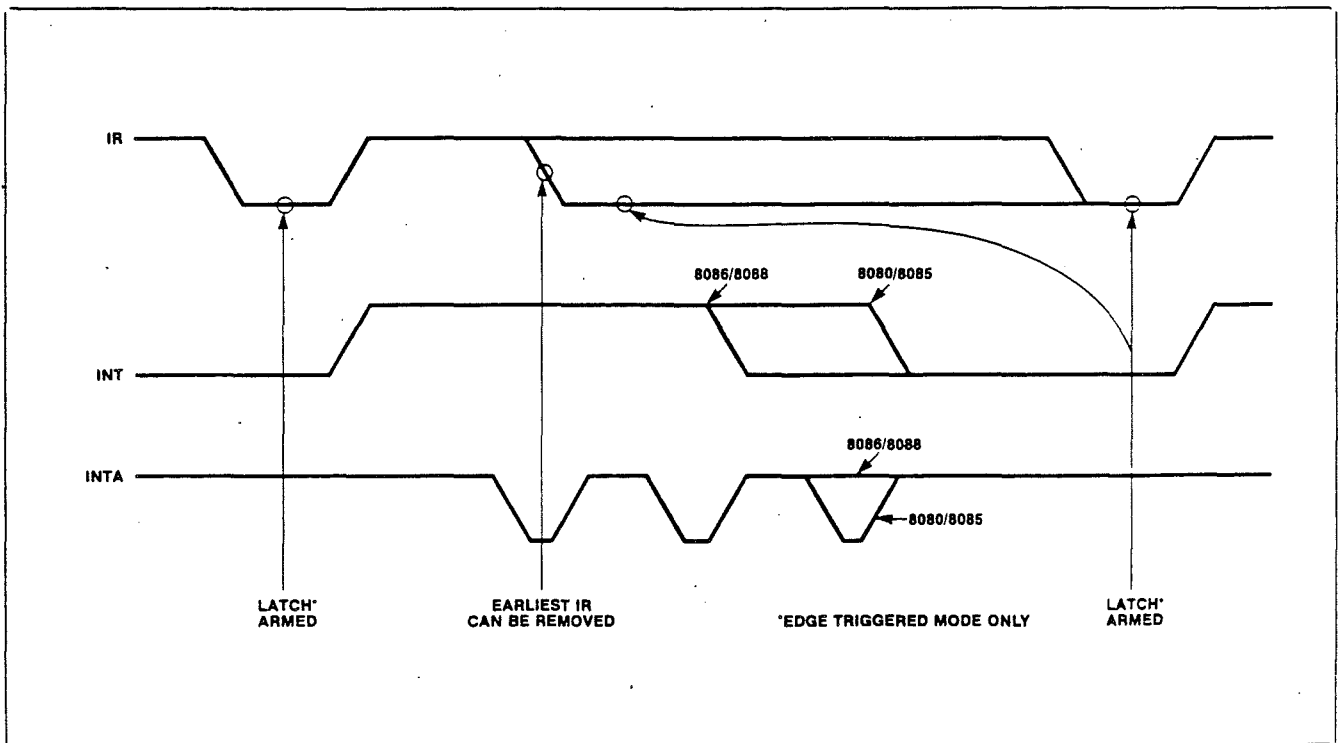 IR
8086/8088
8080/8085
INT
8086/8088
INTA
8080/8085
LATCH*
ARMED
EARLIEST IR
CAN BE REMOVED
*EDGE TRIGGERED MODE ONLY
LATCH*
ARMED